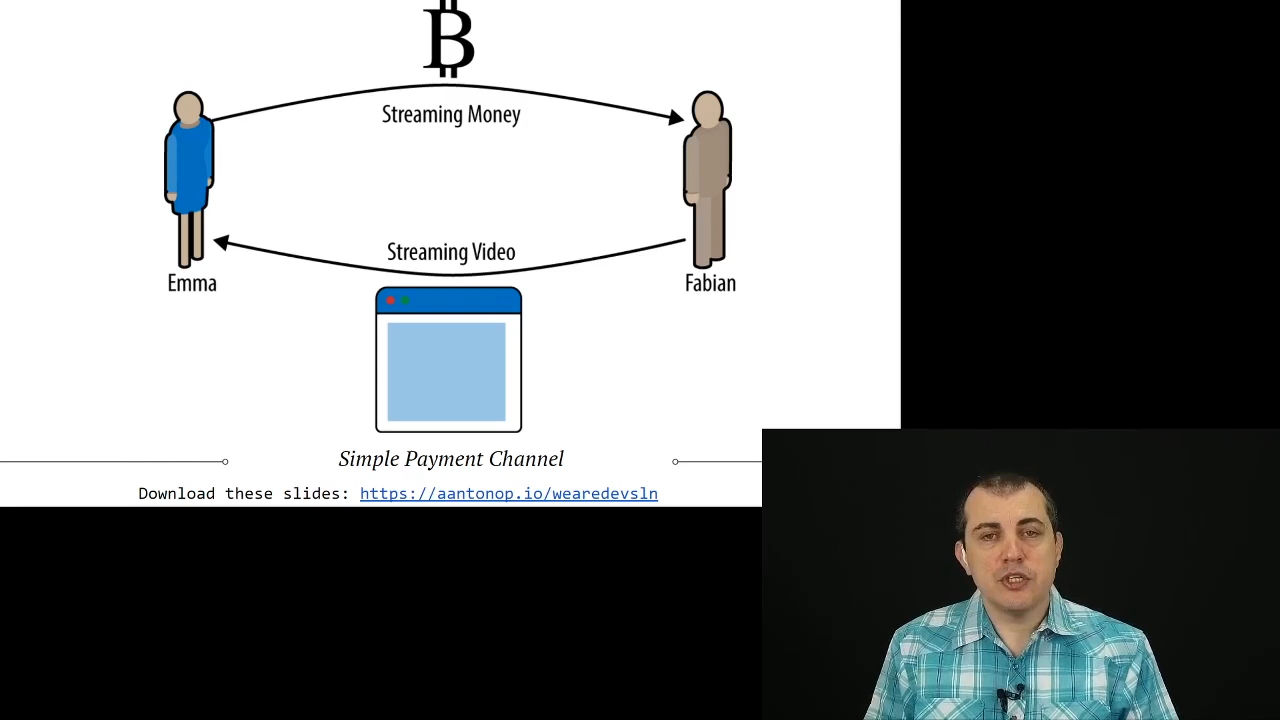 ₿
Streaming Money
Streaming Video
Emma
Fabian
Simple Payment Channel
Download these slides: https://aantonop.io/wearedevsln